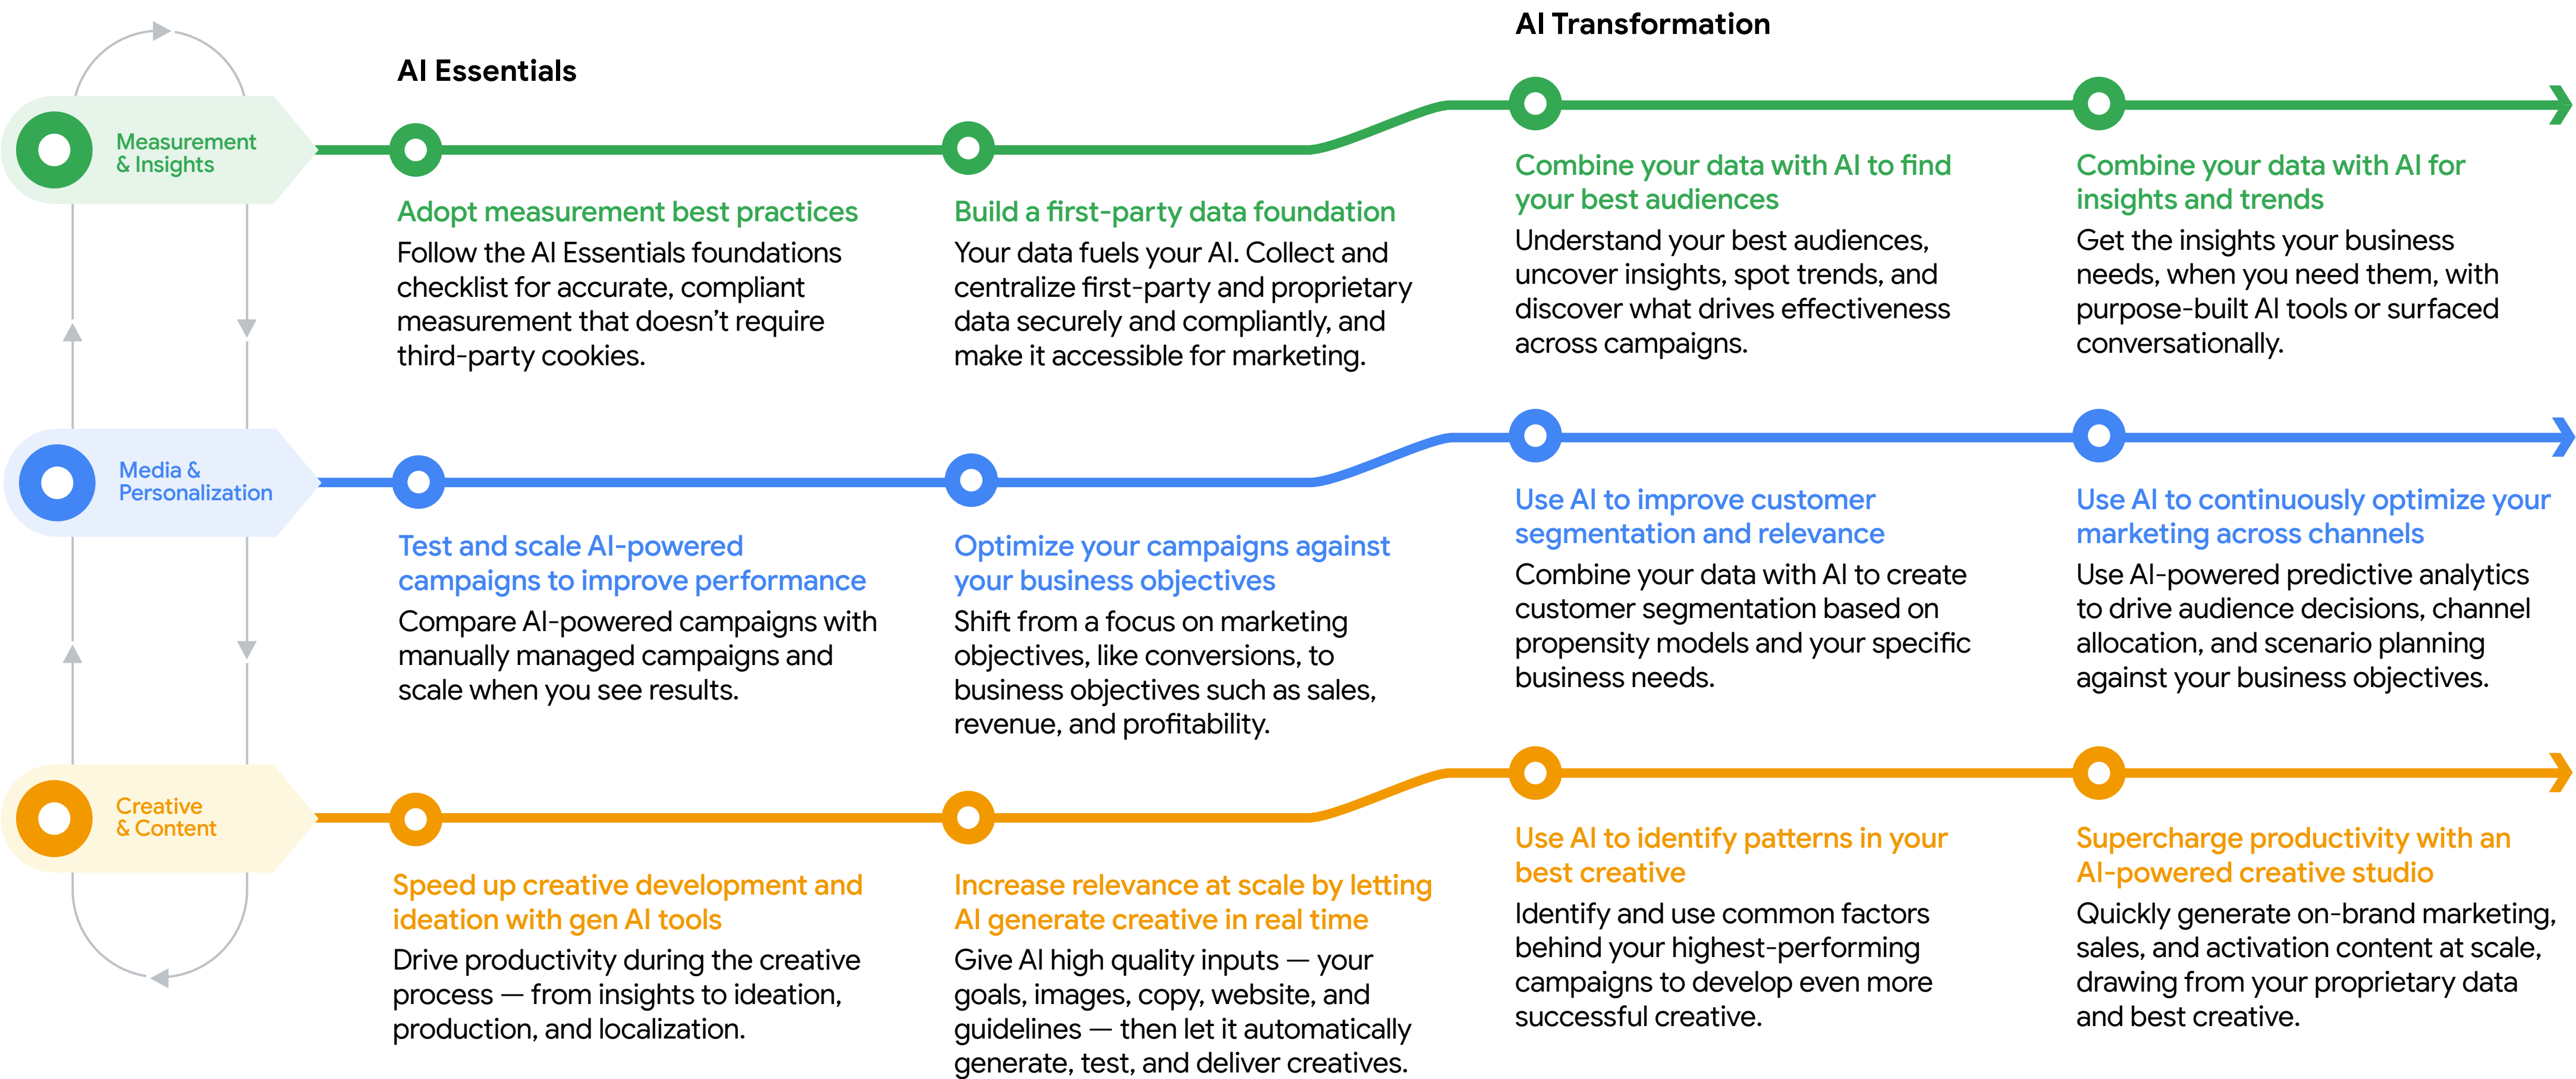 AI Transformation
AI Essentials
Measurement
& Insights
Adopt measurement best practices
Follow the AI Essentials foundations
checklist for accurate, compliant
measurement that doesn’t require
third-party cookies.
Build a first-party data foundation
Your data fuels your AI. Collect and
centralize first-party and proprietary
data securely and compliantly, and
make it accessible for marketing.
Combine your data with AI to find
your best audiences
Understand your best audiences,
uncover insights, spot trends, and
discover what drives effectiveness
across campaigns.
Combine your data with AI for
insights and trends
Get the insights your business
needs, when you need them, with
purpose-built AI tools or surfaced
conversationally.
Media &
Personalization
Test and scale AI-powered
campaigns to improve performance
Compare AI-powered campaigns with
manually managed campaigns and
scale when you see results.
Optimize your campaigns against
your business objectives
Shift from a focus on marketing
objectives, like conversions, to
business objectives such as sales,
revenue, and profitability.
Use AI to improve customer
segmentation and relevance
Combine your data with AI to create
customer segmentation based on
propensity models and your specific
business needs.
Use AI to continuously optimize your
marketing across channels
Use AI-powered predictive analytics
to drive audience decisions, channel
allocation, and scenario planning
against your business objectives.
Creative
& Content
Speed up creative development and
ideation with gen AI tools
Drive productivity during the creative
process — from insights to ideation,
production, and localization.
Increase relevance at scale by letting
AI generate creative in real time
Give AI high quality inputs — your
goals, images, copy, website, and
guidelines — then let it automatically
generate, test, and deliver creatives.
Use AI to identify patterns in your
best creative
Identify and use common factors
behind your highest-performing
campaigns to develop even more
successful creative.
Supercharge productivity with an
AI-powered creative studio
Quickly generate on-brand marketing,
sales, and activation content at scale,
drawing from your proprietary data
and best creative.